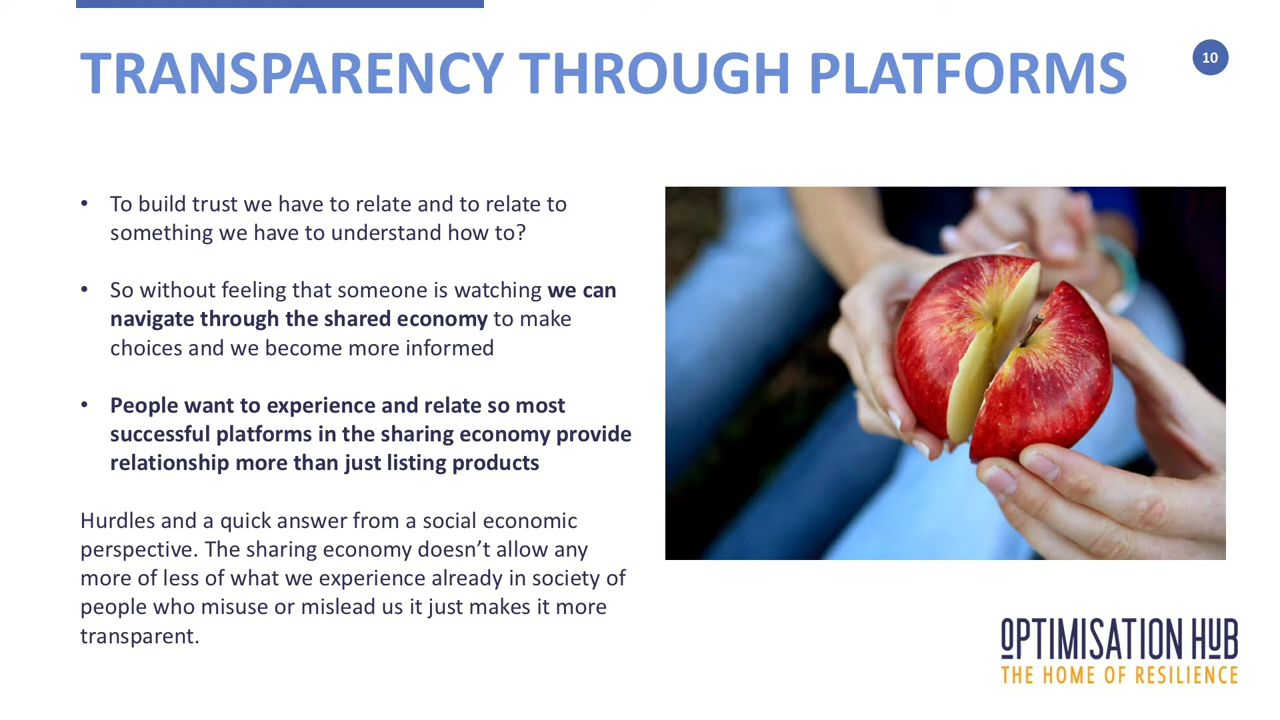 TRANSPARENCY THROUGH PLATFORMS
10
• To build trust we have to relate and to relate to
something we have to understand how to?
• So without feeling that someone is watching we can
navigate through the shared economy to make
choices and we become more informed
• People want to experience and relate so most
successful platforms in the sharing economy provide
relationship more than just listing products
Hurdles and a quick answer from a social economic
perspective. The sharing economy doesn’t allow any
more of less of what we experience already in society of
people who misuse or mislead us it just makes it more
transparent.
OPTIMISATION HUB
THE HOME OF RESILIENCE